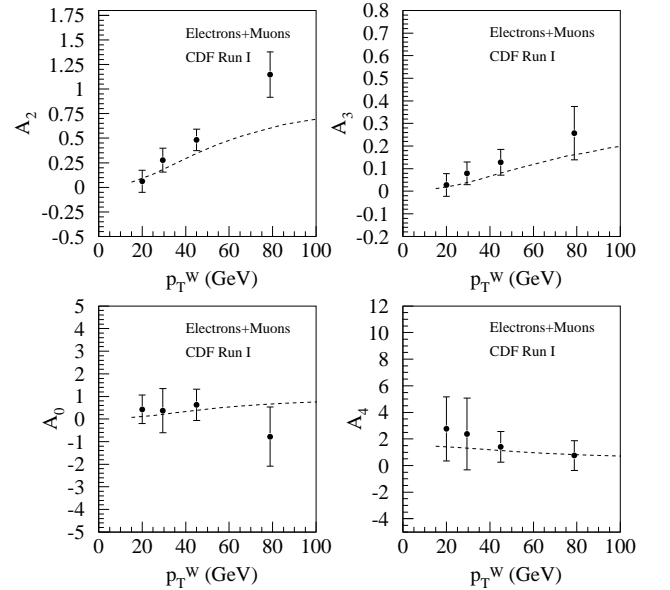 A2
1.75
1.5
1.25
1
0.75
0.5
0.25
0
-0.25
-0.5
0 20 40 60 80 100
pTW (GeV)
Electrons+Muons
CDF Run I
A3
0.8
0.7
0.6
0.5
0.4
0.3
0.2
0.1
0
-0.1
-0.2
0 20 40 60 80 100
pTW (GeV)
Electrons+Muons
CDF Run I
A0
5
4
3
2
1
0
-1
-2
-3
-4
-5
0 20 40 60 80 100
pTW (GeV)
Electrons+Muons
CDF Run I
A4
12
10
8
6
4
2
0
-2
-4
0 20 40 60 80 100
pTW (GeV)
Electrons+Muons
CDF Run I